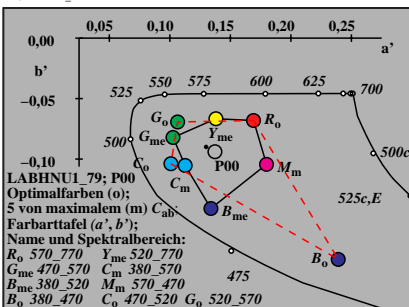 0,05 0,10 0,15 0,20 0,25
a’
0,00
b’
−0,05
−0,10
525 550 575 600 625 700
500
500c
525c,E
475
Go
Yme
Ro
Gme
P00
Co
Cm
Mm
Bme
Bo
LABHNU1_79; P00
Optimalfarben (o);
5 von maximalem (m) Cab'
Farbarttafel (a’, b’);
Name und Spektralbereich:
Ro 570_770 Yme 520_770
Gme 470_570 Cm 380_570
Bme 380_520 Mm 570_470
Bo 380_470 Co 470_520 Go 520_570